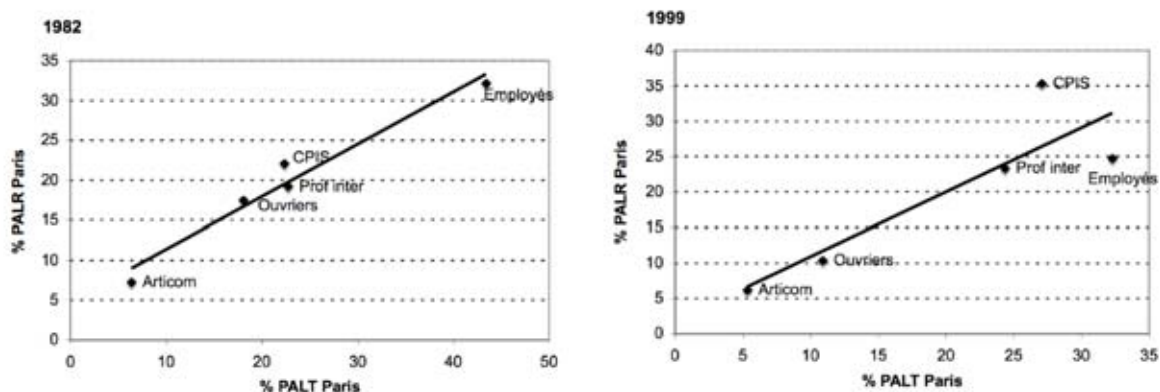 1982
35
30
25
20
15
10
5
0
% PALR Paris
Employés
CPIS
Prof inter
Ouvriers
Articom
0 10 20 30 40 50
% PALT Paris
1999
40
35
30
25
20
15
10
5
0
% PALR Paris
CPIS
Prof inter
Employés
Ouvriers
Articom
0 5 10 15 20 25 30 35
% PALT Paris